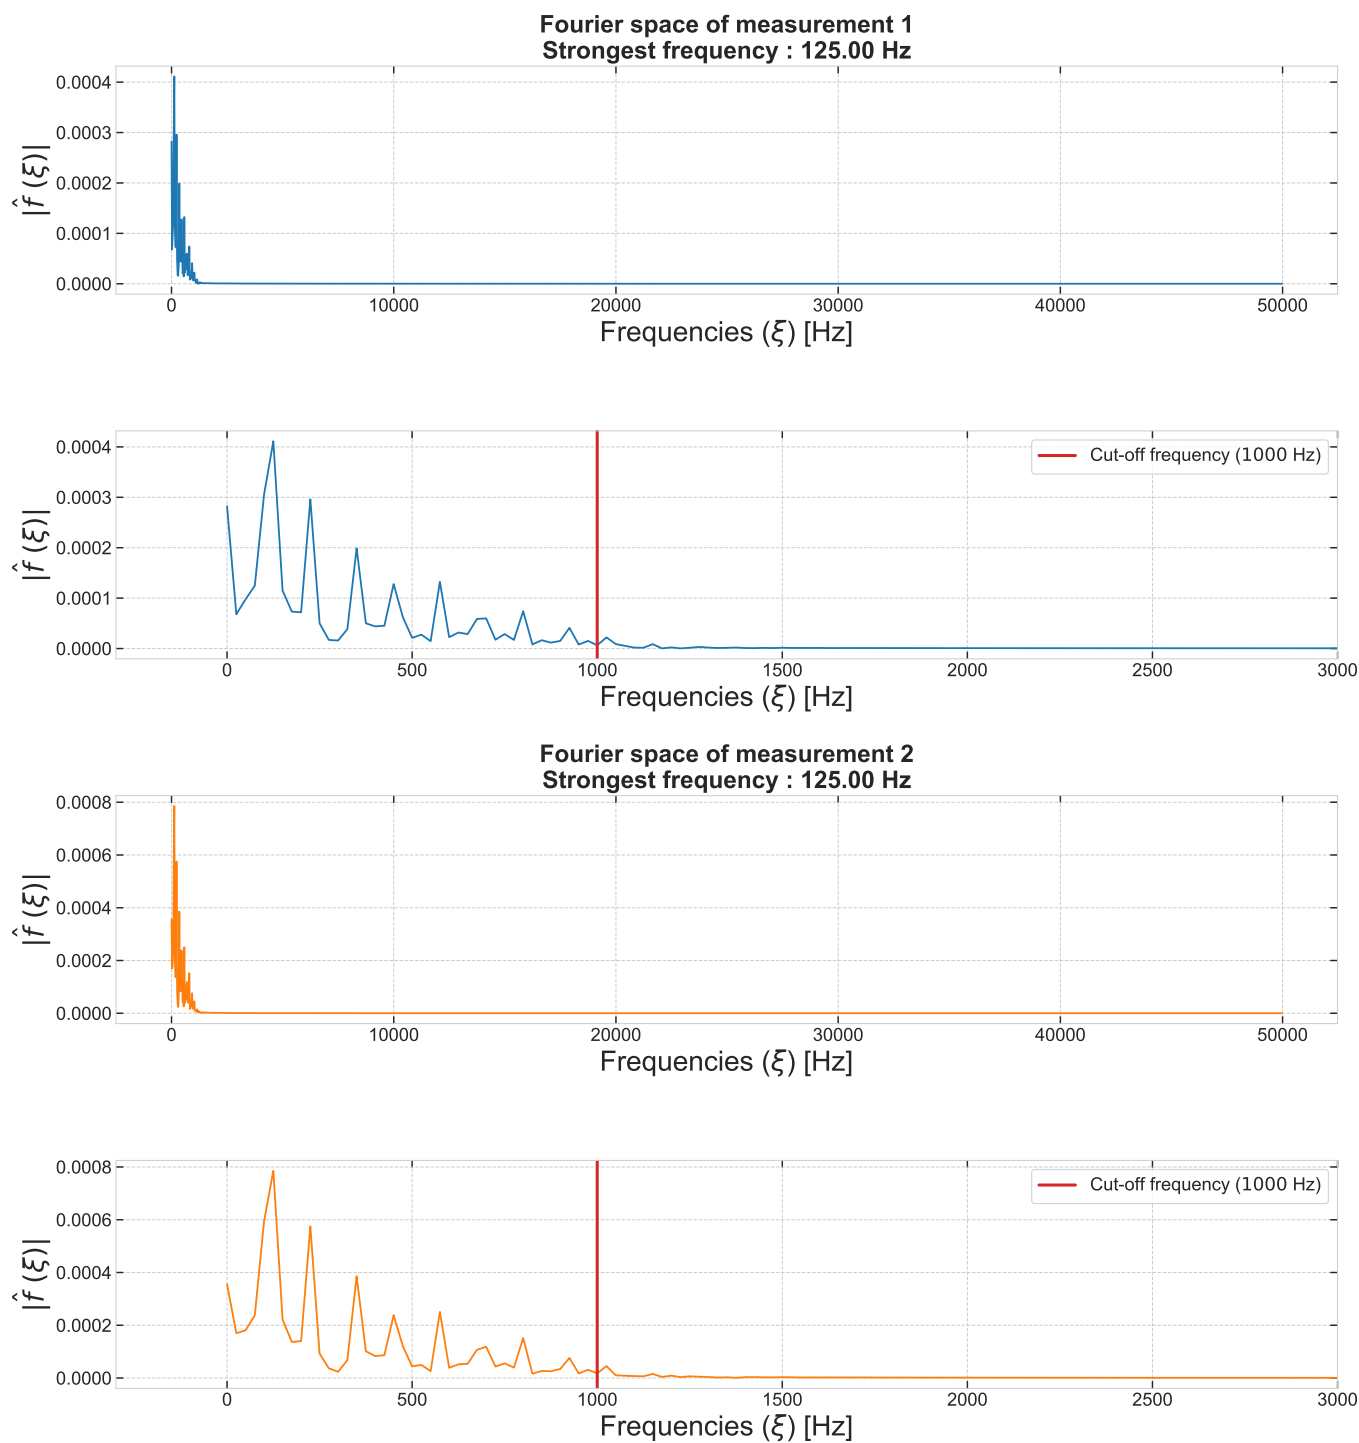 Fourier space of measurement 1
Strongest frequency : 125.00 Hz
0.0004
0.0003
0.0002
0.0001
0.0000
|f̂ (ξ)|
0 10000 20000 30000 40000 50000
Frequencies (ξ) [Hz]
0.0004
0.0003
0.0002
0.0001
0.0000
|f̂ (ξ)|
Cut-off frequency (1000 Hz)
0 500 1000 1500 2000 2500 3000
Frequencies (ξ) [Hz]
Fourier space of measurement 2
Strongest frequency : 125.00 Hz
0.0008
0.0006
0.0004
0.0002
0.0000
|f̂ (ξ)|
0 10000 20000 30000 40000 50000
Frequencies (ξ) [Hz]
0.0008
0.0006
0.0004
0.0002
0.0000
|f̂ (ξ)|
Cut-off frequency (1000 Hz)
0 500 1000 1500 2000 2500 3000
Frequencies (ξ) [Hz]